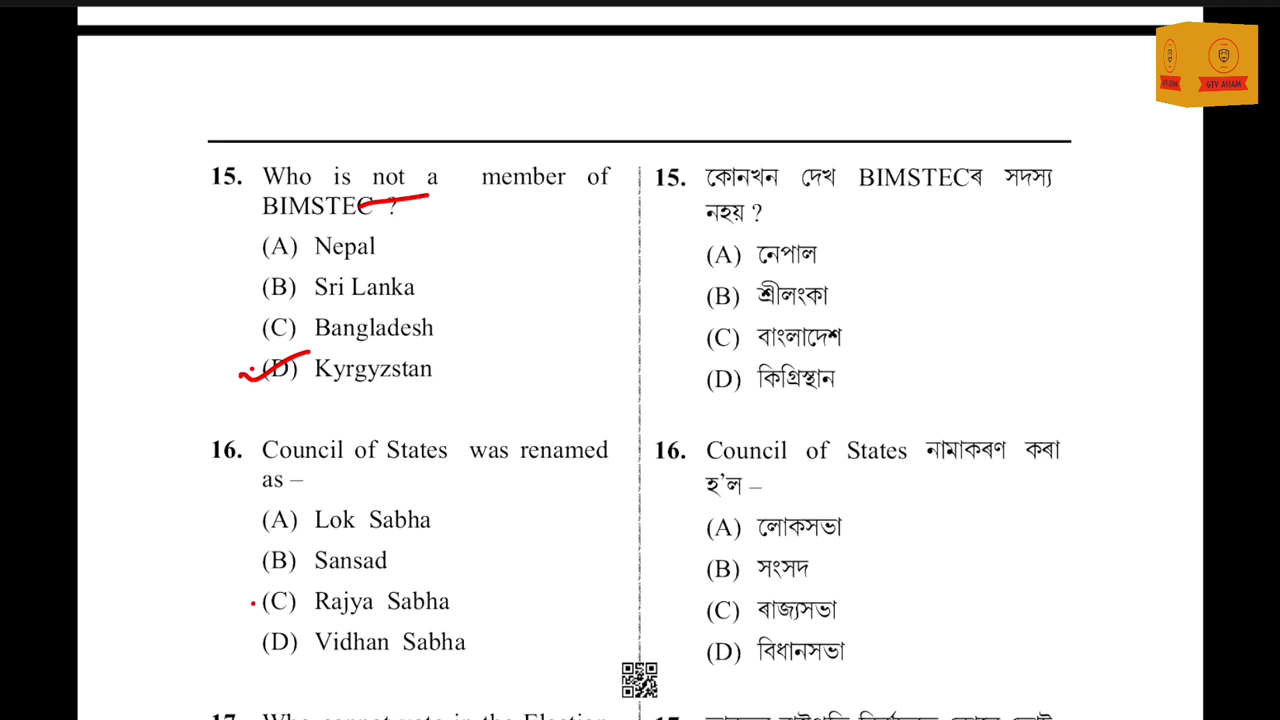 GTV ASSAM
15. Who is not a member of
BIMSTEC ?
(A) Nepal
(B) Sri Lanka
(C) Bangladesh
(D) Kyrgyzstan
16. Council of States was renamed
as –
(A) Lok Sabha
(B) Sansad
(C) Rajya Sabha
(D) Vidhan Sabha
15. কোনখন দেখ BIMSTECৰ সদস্য
নহয় ?
(A) নেপাল
(B) শ্ৰীলংকা
(C) বাংলাদেশ
(D) কিগ্ৰিস্থান
16. Council of States নামাকৰণ কৰা
হ’ল –
(A) লোকসভা
(B) সংসদ
(C) ৰাজ্যসভা
(D) বিধানসভা